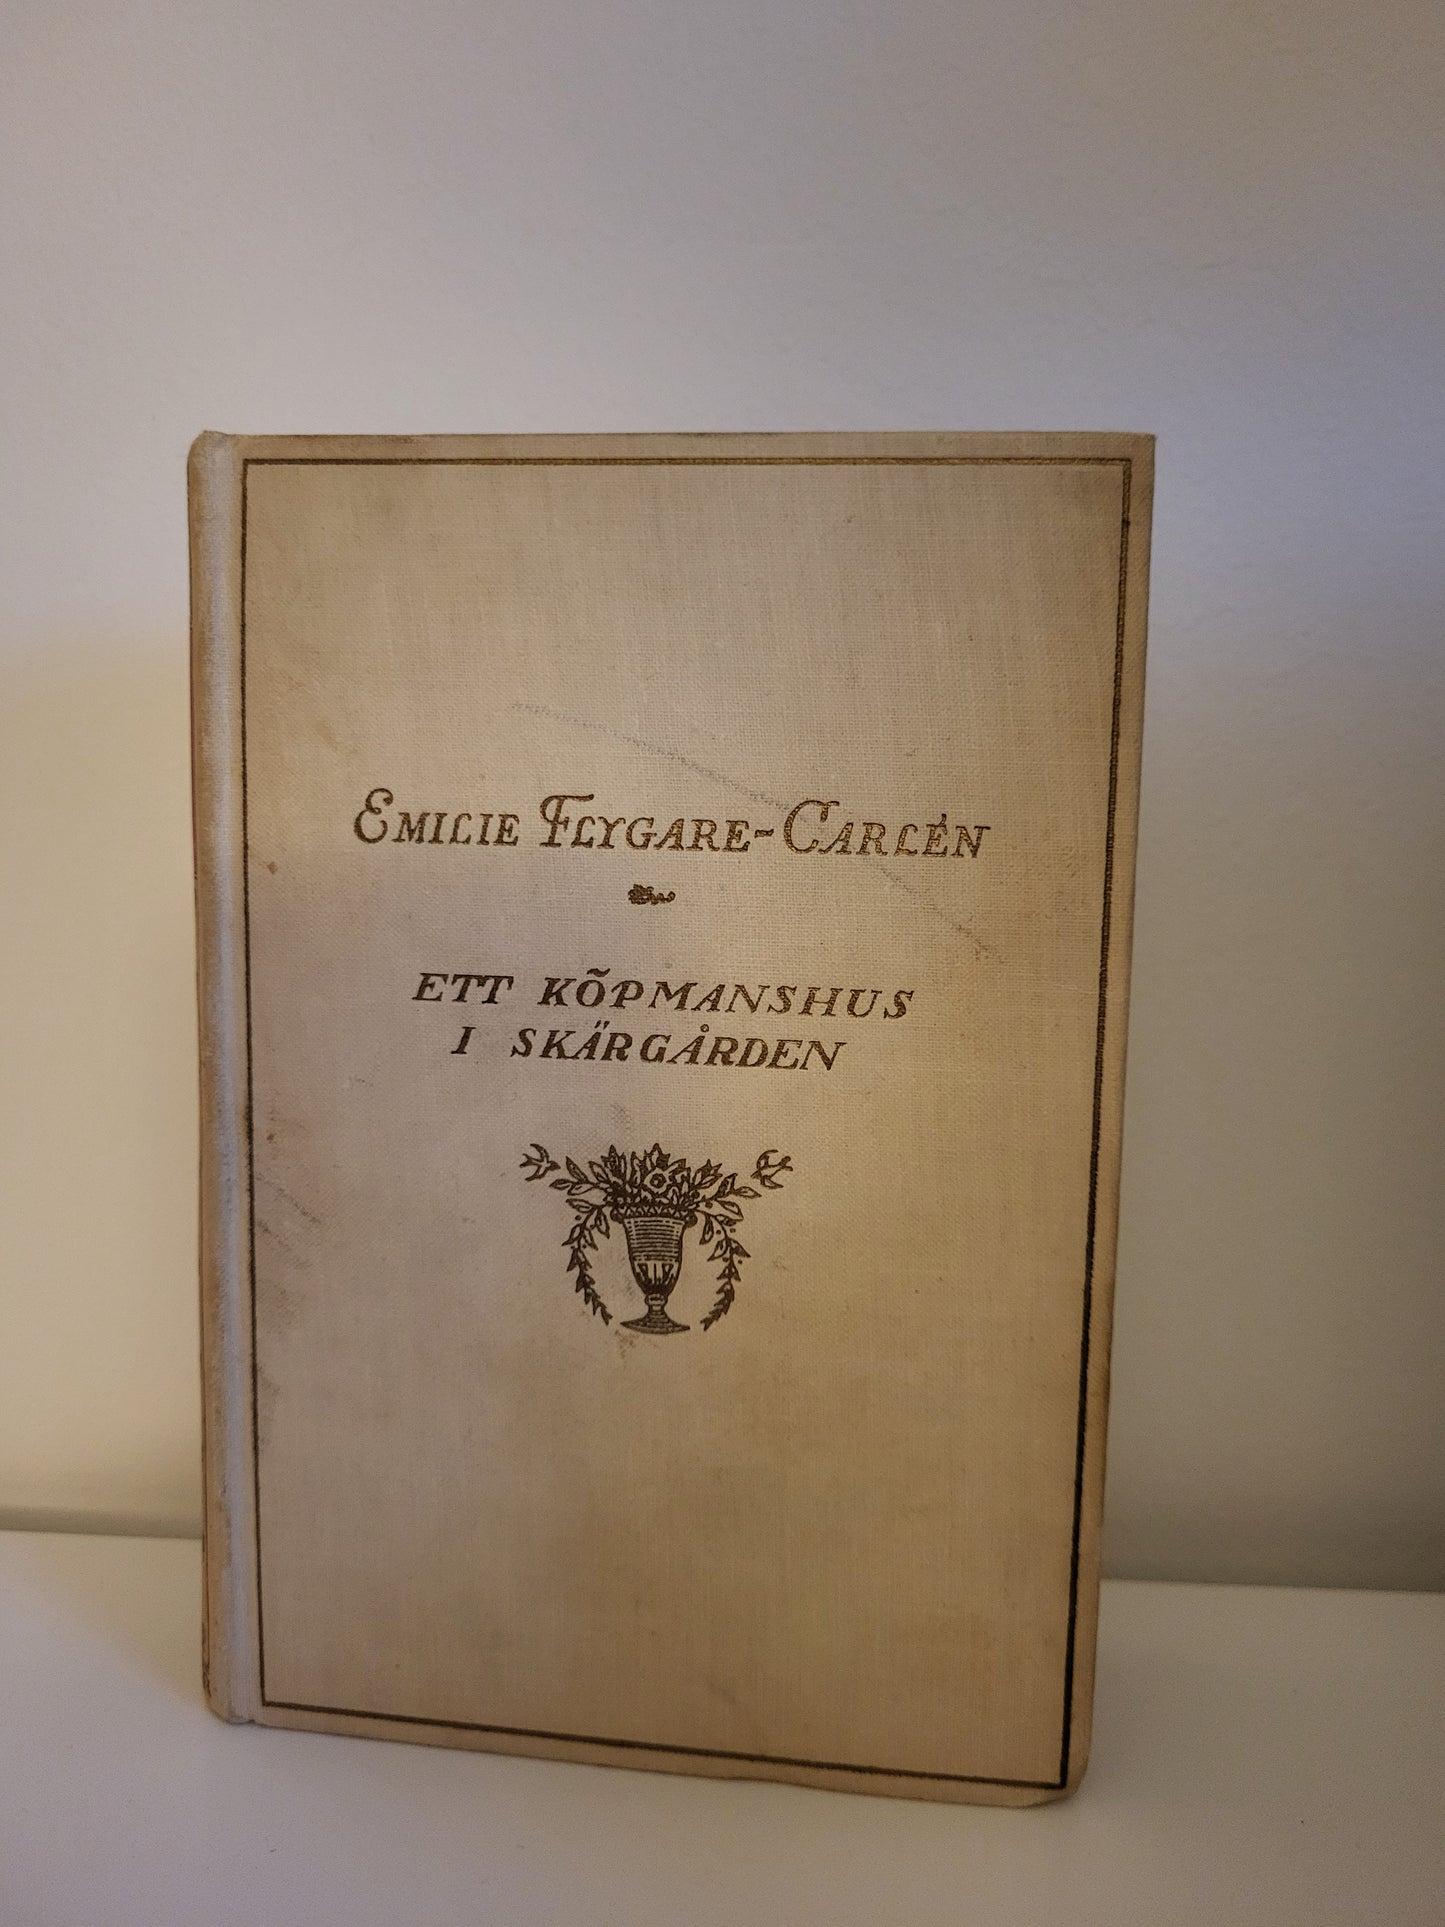 EMILIE FLYGARE-CARLÉN
ETT KÖPMANSHUS
I SKÄRGÅRDEN